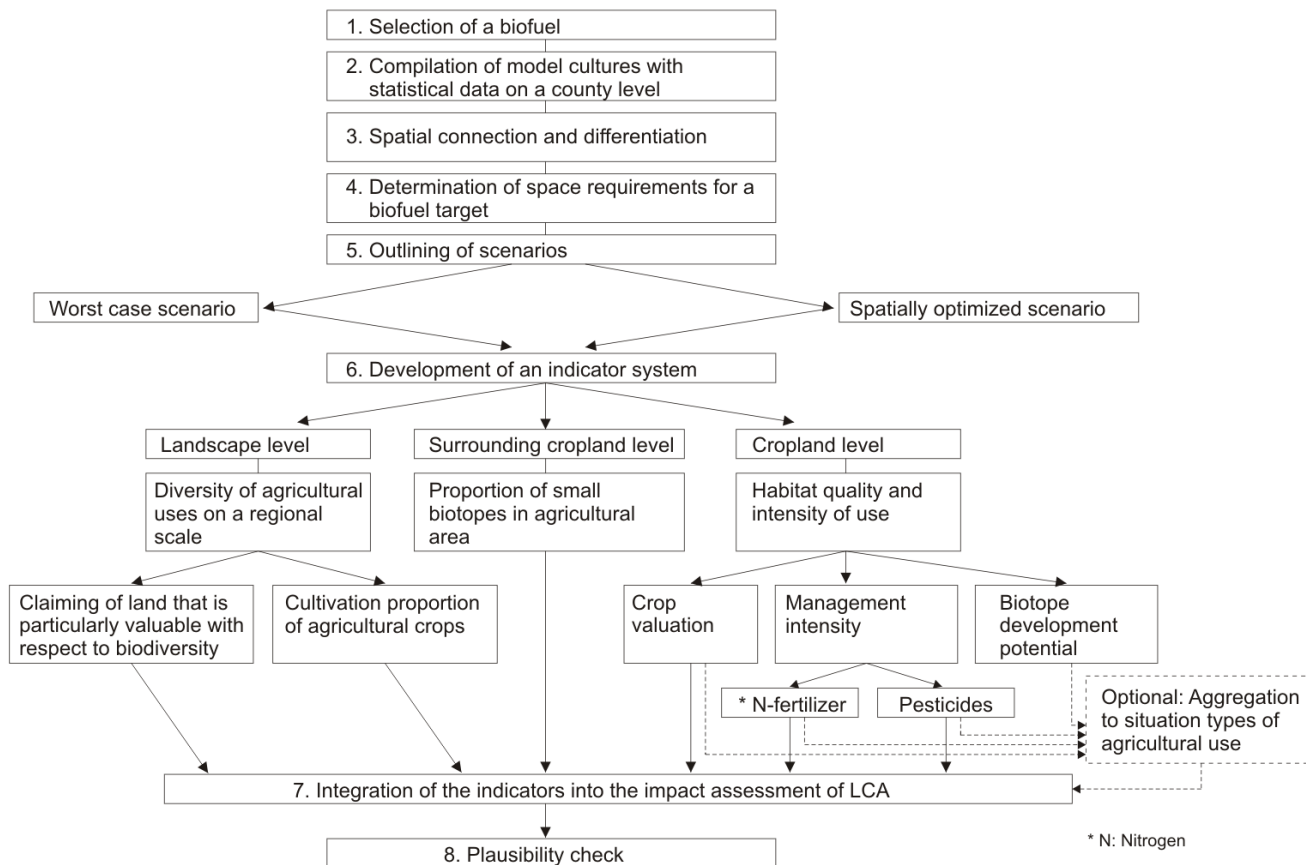 1. Selection of a biofuel
2. Compilation of model cultures with
statistical data on a county level
3. Spatial connection and differentiation
4. Determination of space requirements for a
biofuel target
5. Outlining of scenarios
Worst case scenario
Spatially optimized scenario
6. Development of an indicator system
Landscape level
Surrounding cropland level
Cropland level
Diversity of agricultural
uses on a regional
scale
Proportion of small
biotopes in agricultural
area
Habitat quality and
intensity of use
Claiming of land that is
particularly valuable with
respect to biodiversity
Cultivation proportion
of agricultural crops
Crop
valuation
Management
intensity
Biotope
development
potential
* N-fertilizer
Pesticides
Optional: Aggregation
to situation types of
agricultural use
7. Integration of the indicators into the impact assessment of LCA
8. Plausibility check
* N: Nitrogen